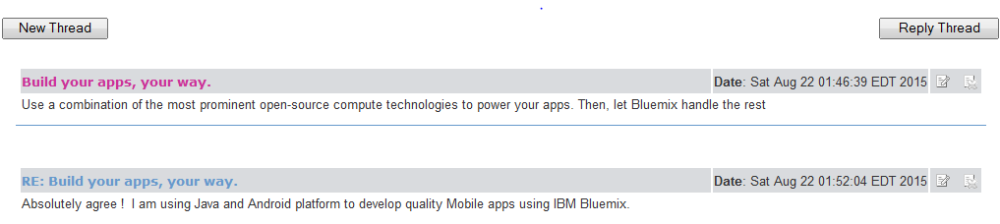 New Thread
Reply Thread
Build your apps, your way.
Date: Sat Aug 22 01:46:39 EDT 2015
Use a combination of the most prominent open-source compute technologies to power your apps. Then, let Bluemix handle the rest
RE: Build your apps, your way.
Date: Sat Aug 22 01:52:04 EDT 2015
Absolutely agree ! I am using Java and Android platform to develop quality Mobile apps using IBM Bluemix.